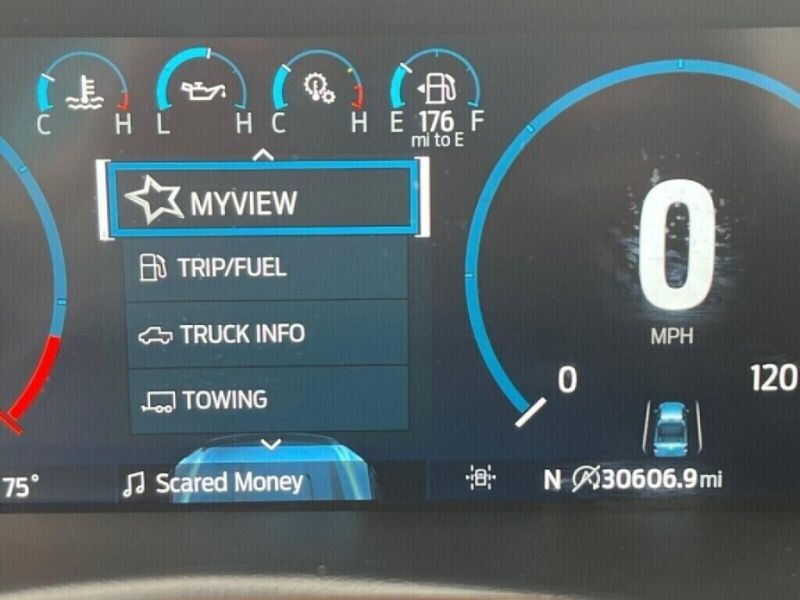 C H L H C H E 176 F
mi to E
MYVIEW
TRIP/FUEL
TRUCK INFO
TOWING
0
MPH
0 120
75° Scared Money N 30606.9 mi